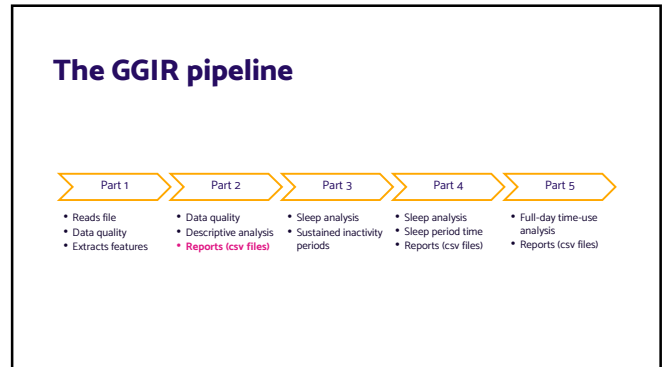 The GGIR pipeline
Part 1
Part 2
Part 3
Part 4
Part 5
• Reads file
• Data quality
• Extracts features
• Data quality
• Descriptive analysis
• Reports (csv files)
• Sleep analysis
• Sustained inactivity
periods
• Sleep analysis
• Sleep period time
• Reports (csv files)
• Full-day time-use
analysis
• Reports (csv files)